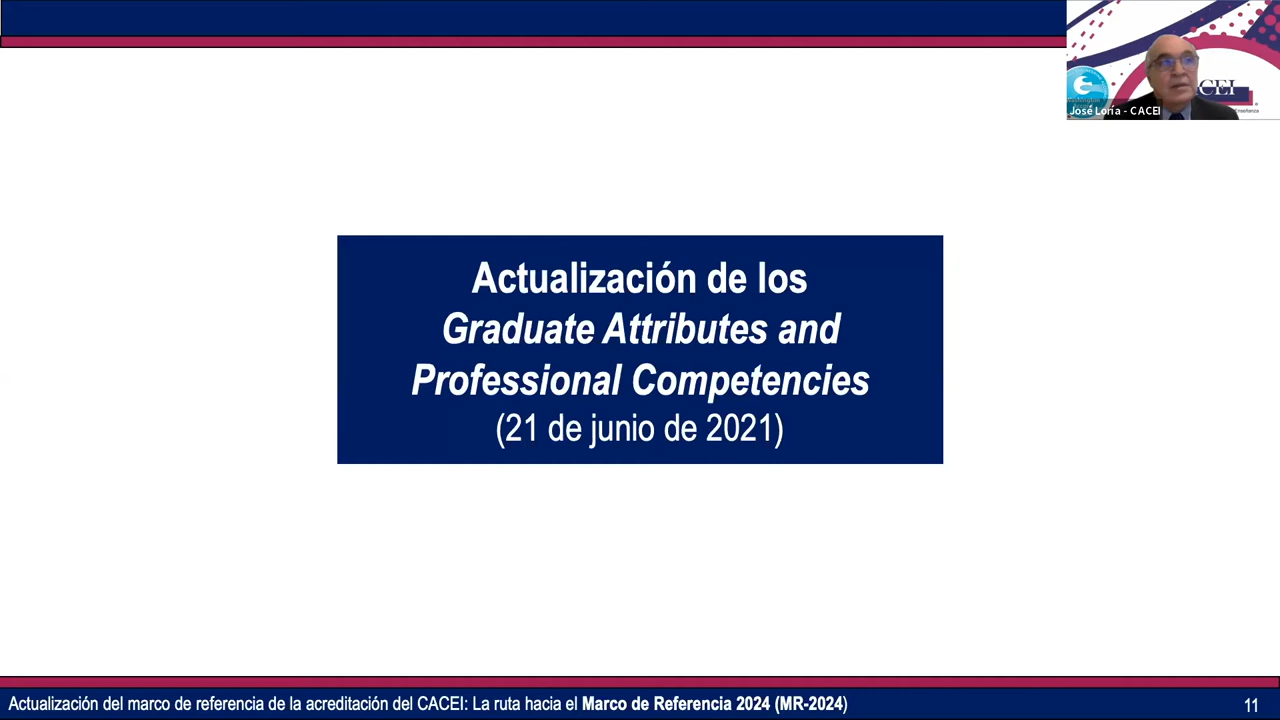 CEI
José Loría - CACEI
Actualización de los
Graduate Attributes and
Professional Competencies
(21 de junio de 2021)
Actualización del marco de referencia de la acreditación del CACEI: La ruta hacia el Marco de Referencia 2024 (MR-2024)
11